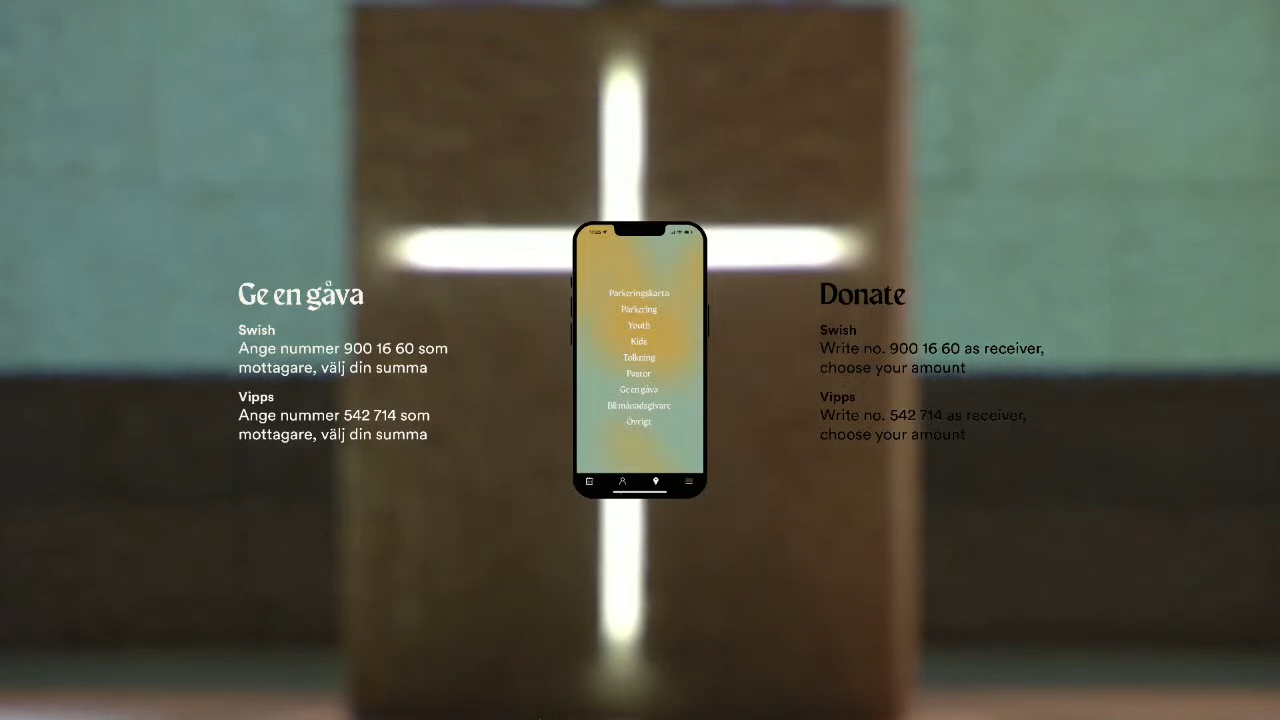 Ge en gåva
Swish
Ange nummer 900 16 60 som
mottagare, välj din summa
Vipps
Ange nummer 542 714 som
mottagare, välj din summa
Parkeringskarta
Parkering
Youth
Kids
Tolkning
Pastor
Ge en gåva
Bli månadsgivare
Övrigt
Donate
Swish
Write no. 900 16 60 as receiver,
choose your amount
Vipps
Write no. 542 714 as receiver,
choose your amount